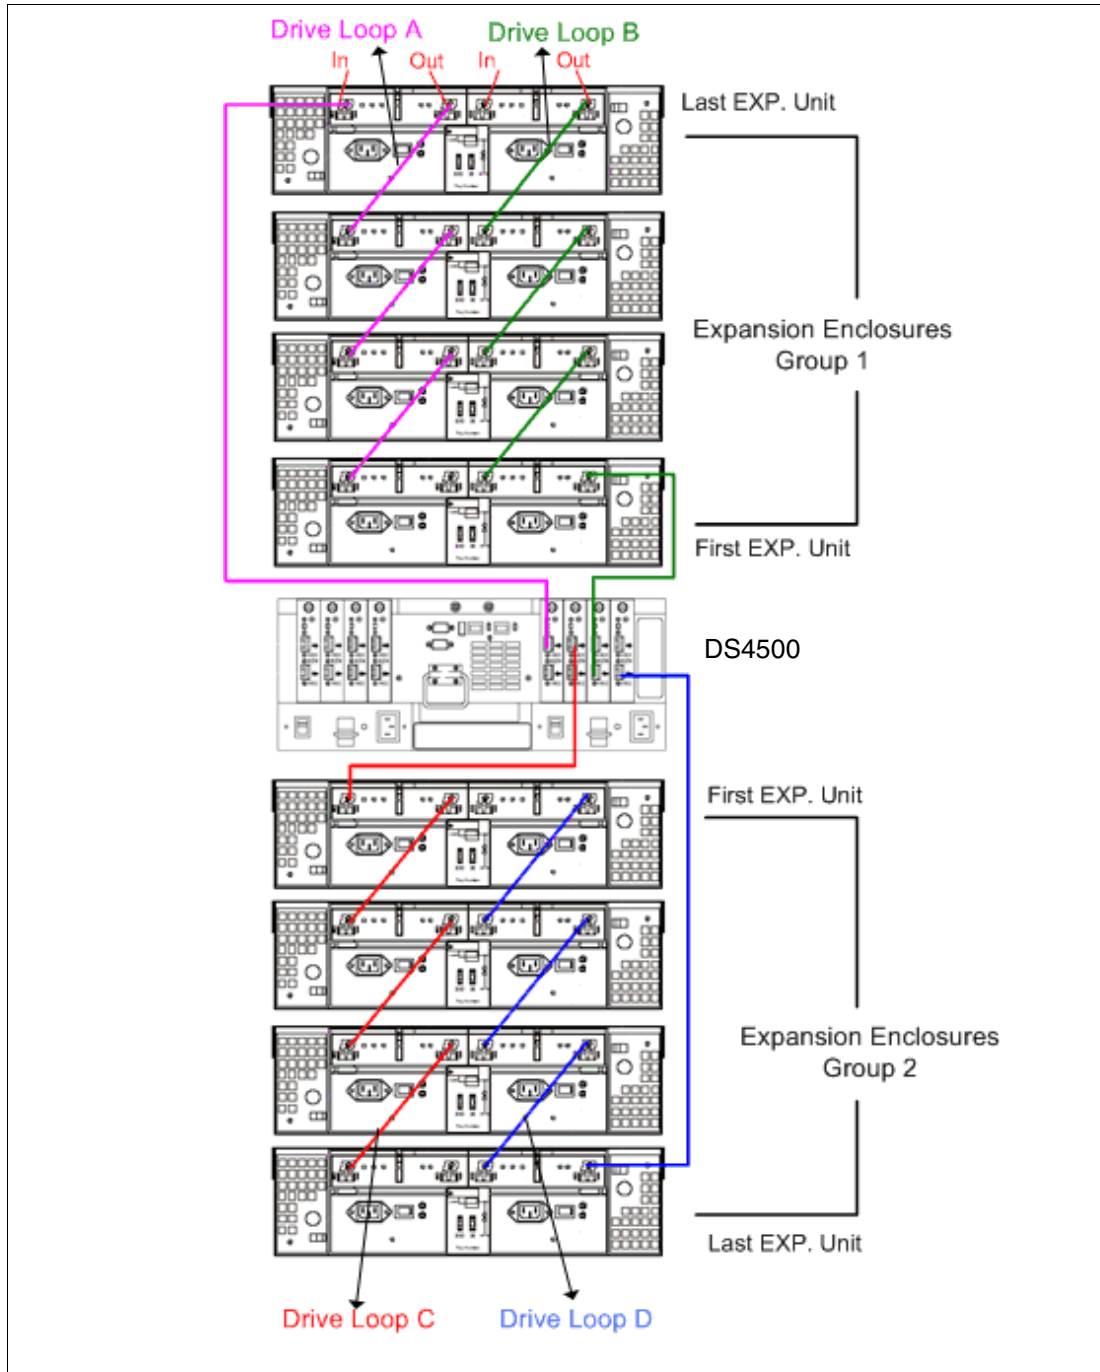 Drive Loop A
Drive Loop B
In
Out
In
Out
Last EXP. Unit
Expansion Enclosures
Group 1
First EXP. Unit
DS4500
First EXP. Unit
Expansion Enclosures
Group 2
Last EXP. Unit
Drive Loop C
Drive Loop D